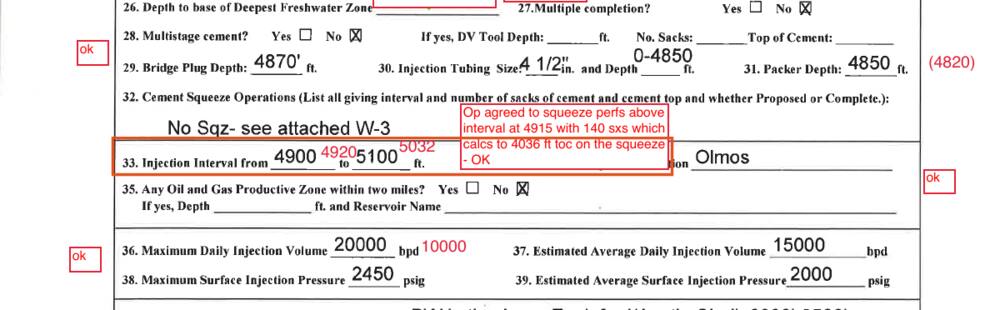 26. Depth to base of Deepest Freshwater Zone 27.Multiple completion? Yes ☐ No ☒
28. Multistage cement? Yes ☐ No ☒ If yes, DV Tool Depth: ______ft. No. Sacks: ______ Top of Cement: ______
ok
29. Bridge Plug Depth: 4870' ft. 30. Injection Tubing Size: 4 1/2" in. and Depth 0-4850 ft. 31. Packer Depth: 4850 ft. (4820)
32. Cement Squeeze Operations (List all giving interval and number of sacks of cement and cement top and whether Proposed or Complete.):
No Sqz- see attached W-3
Op agreed to squeeze perfs above
interval at 4915 with 140 sxs which
calcs to 4036 ft toc on the squeeze
- OK
33. Injection Interval from 4900 4920 to 5100 5032 ft. Olmos
ok
35. Any Oil and Gas Productive Zone within two miles? Yes ☐ No ☒
If yes, Depth ______ ft. and Reservoir Name ______
ok
36. Maximum Daily Injection Volume 20000 bpd 10000 37. Estimated Average Daily Injection Volume 15000 bpd
38. Maximum Surface Injection Pressure 2450 psig 39. Estimated Average Surface Injection Pressure 2000 psig